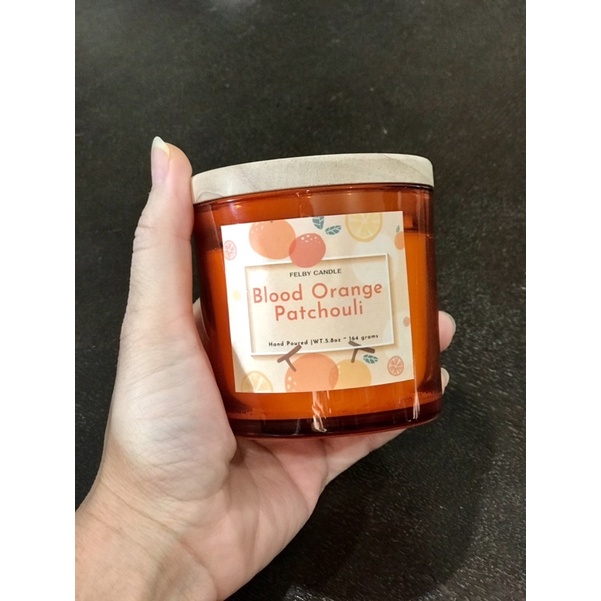 FELBY CANDLE
Blood Orange
Patchouli
Hand Poured |WT.5.8oz ~ 164 grams